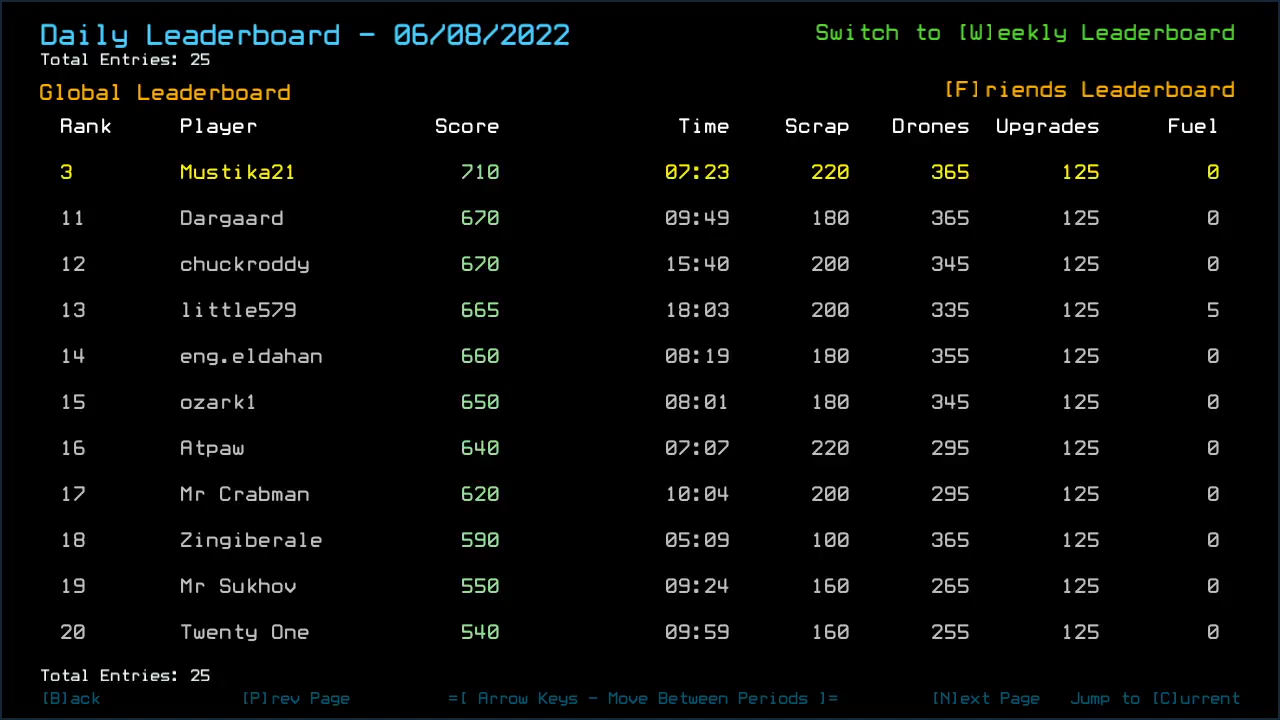 Daily Leaderboard - 06/08/2022 Switch to [W]eekly Leaderboard
Total Entries: 25
Global Leaderboard [F]riends Leaderboard
Rank Player Score Time Scrap Drones Upgrades Fuel
3 Mustika21 710 07:23 220 365 125 0
11 Dargaard 670 09:49 180 365 125 0
12 chuckroddy 670 15:40 200 345 125 0
13 little579 665 18:03 200 335 125 5
14 eng.eldahan 660 08:19 180 355 125 0
15 ozark1 650 08:01 180 345 125 0
16 Atpaw 640 07:07 220 295 125 0
17 Mr Crabman 620 10:04 200 295 125 0
18 Zingiberale 590 05:09 100 365 125 0
19 Mr Sukhov 550 09:24 160 265 125 0
20 Twenty One 540 09:59 160 255 125 0
Total Entries: 25
[B]ack [P]rev Page =[ Arrow Keys - Move Between Periods ]= [N]ext Page Jump to [C]urrent